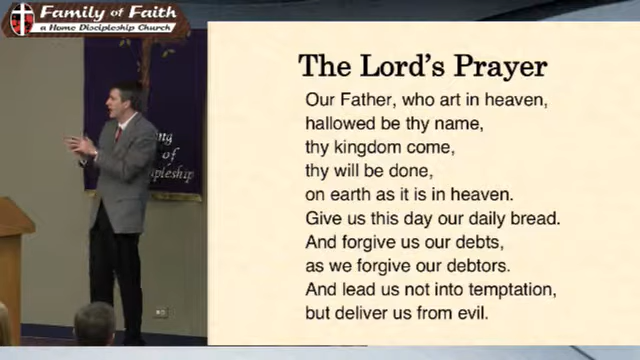 Family of Faith
a Home Discipleship Church
The Lord's Prayer
Our Father, who art in heaven,
hallowed be thy name,
thy kingdom come,
thy will be done,
on earth as it is in heaven.
Give us this day our daily bread.
And forgive us our debts,
as we forgive our debtors.
And lead us not into temptation,
but deliver us from evil.
of